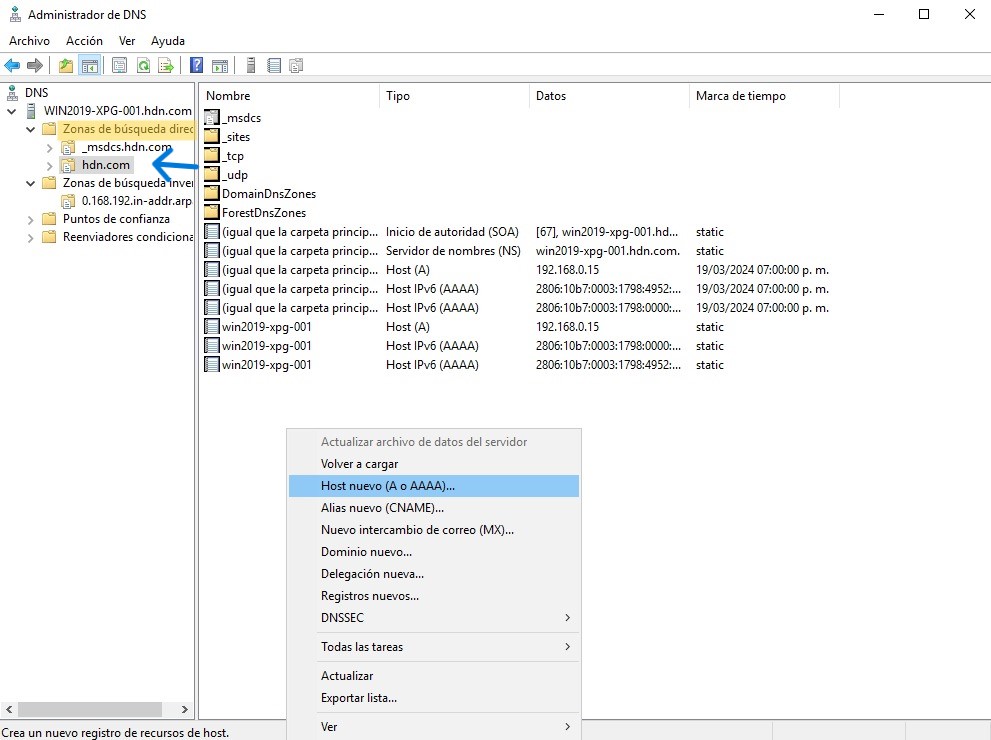 Administrador de DNS
Archivo Acción Ver Ayuda
DNS
WIN2019-XPG-001.hdn.com
Zonas de búsqueda direc
_msdcs.hdn.com
hdn.com
Zonas de búsqueda inver
0.168.192.in-addr.arp
Puntos de confianza
Reenviadores condiciona
Nombre Tipo Datos Marca de tiempo
_msdcs
_sites
_tcp
_udp
DomainDnsZones
ForestDnsZones
(igual que la carpeta princip... Inicio de autoridad (SOA) [67], win2019-xpg-001.hd... static
(igual que la carpeta princip... Servidor de nombres (NS) win2019-xpg-001.hdn.com. static
(igual que la carpeta princip... Host (A) 192.168.0.15 19/03/2024 07:00:00 p. m.
(igual que la carpeta princip... Host IPv6 (AAAA) 2806:10b7:0003:1798:4952:... 19/03/2024 07:00:00 p. m.
(igual que la carpeta princip... Host IPv6 (AAAA) 2806:10b7:0003:1798:0000:... 19/03/2024 07:00:00 p. m.
win2019-xpg-001 Host (A) 192.168.0.15 static
win2019-xpg-001 Host IPv6 (AAAA) 2806:10b7:0003:1798:0000:... static
win2019-xpg-001 Host IPv6 (AAAA) 2806:10b7:0003:1798:4952:... static
Actualizar archivo de datos del servidor
Volver a cargar
Host nuevo (A o AAAA)...
Alias nuevo (CNAME)...
Nuevo intercambio de correo (MX)...
Dominio nuevo...
Delegación nueva...
Registros nuevos...
DNSSEC
Todas las tareas
Actualizar
Exportar lista...
Ver
Crea un nuevo registro de recursos de host.